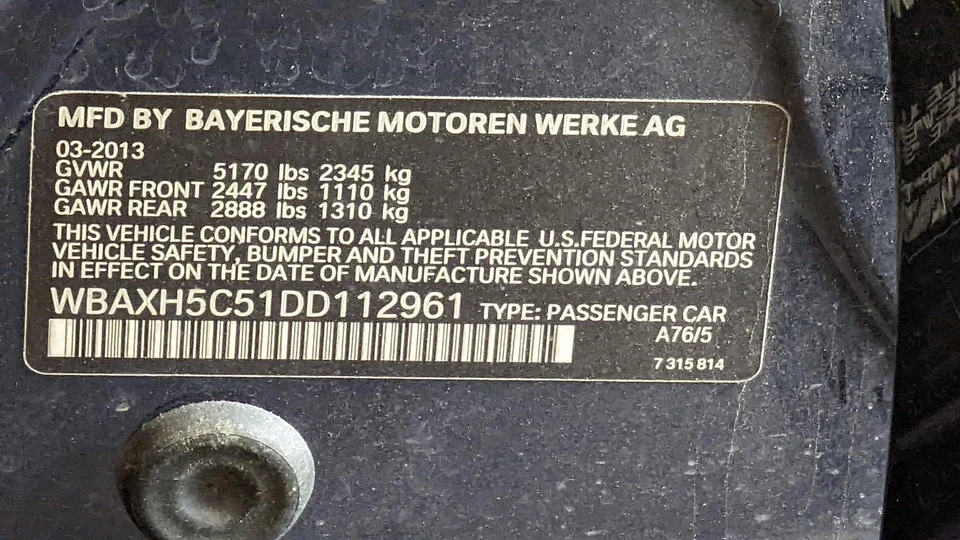 MFD BY BAYERISCHE MOTOREN WERKE AG
03-2013
GVWR 5170 lbs 2345 kg
GAWR FRONT 2447 lbs 1110 kg
GAWR REAR 2888 lbs 1310 kg
THIS VEHICLE CONFORMS TO ALL APPLICABLE U.S.FEDERAL MOTOR
VEHICLE SAFETY, BUMPER AND THEFT PREVENTION STANDARDS
IN EFFECT ON THE DATE OF MANUFACTURE SHOWN ABOVE.
WBAXH5C51DD112961 TYPE: PASSENGER CAR
A76/5
7 315 814